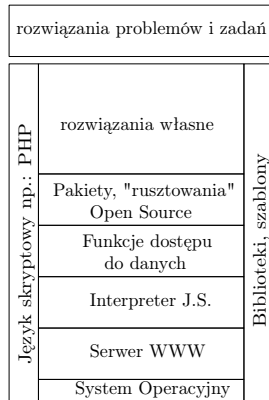 rozwiązania problemów i zadań
Język skryptowy np.: PHP
rozwiązania własne
Pakiety, "rusztowania"
Open Source
Funkcje dostępu
do danych
Interpreter J.S.
Serwer WWW
System Operacyjny
Biblioteki, szablony